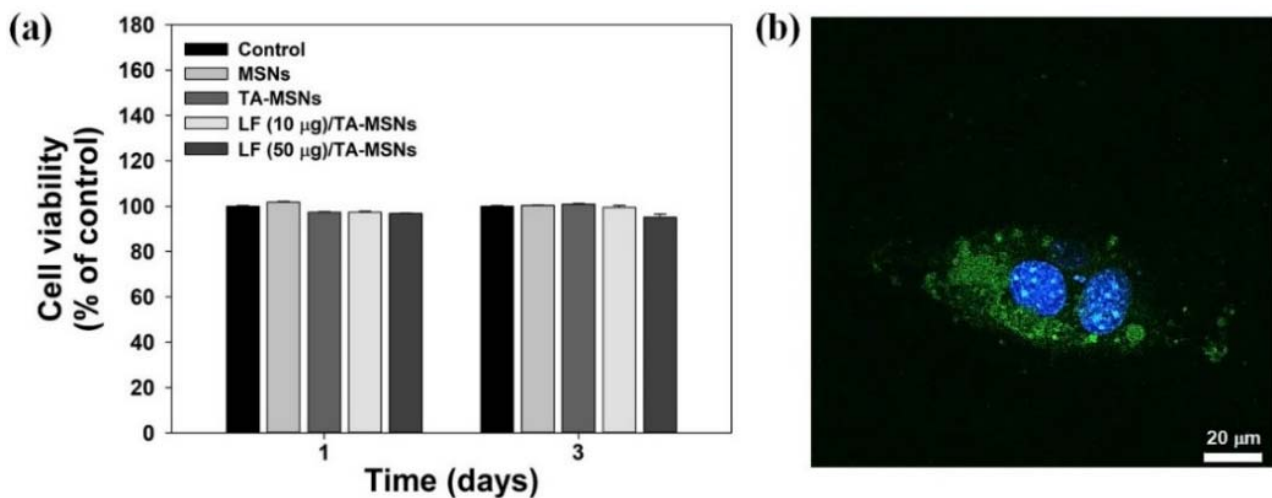 (a)
180
160
140
120
100
80
60
40
20
0
Cell viability
(% of control)
Control
MSNs
TA-MSNs
LF (10 μg)/TA-MSNs
LF (50 μg)/TA-MSNs
1
3
Time (days)
(b)
20 μm